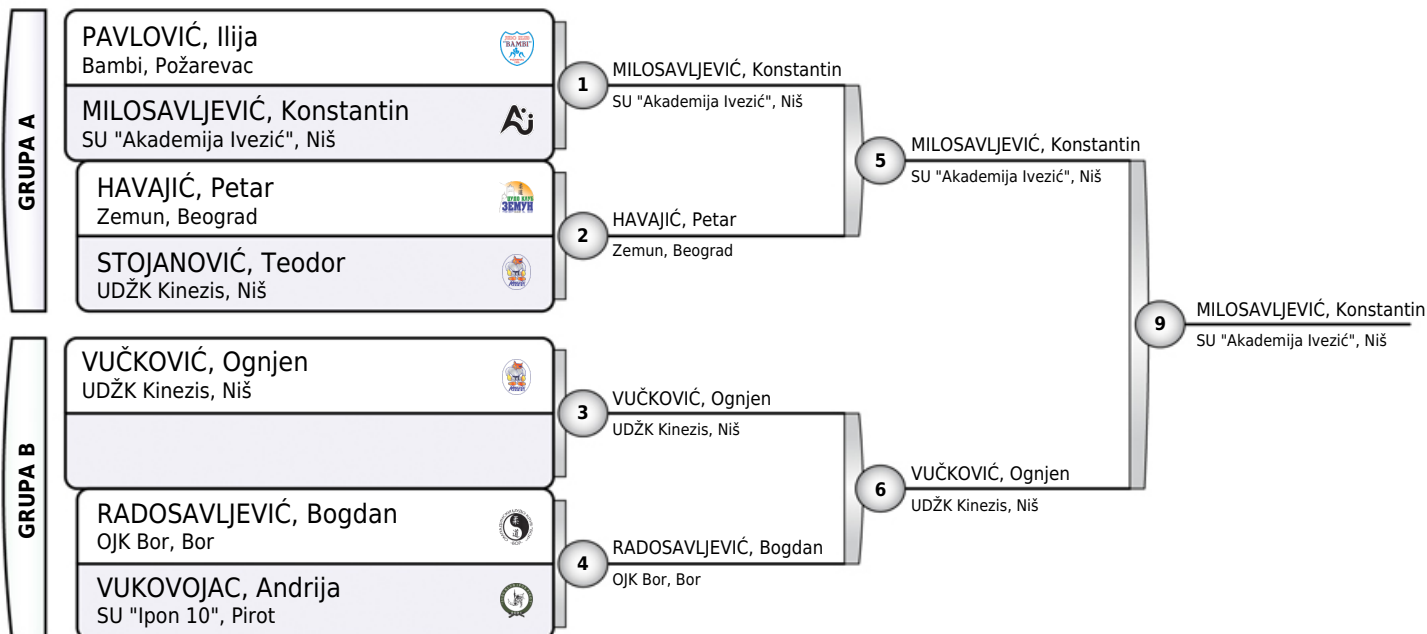 GRUPA A
PAVLOVIĆ, Ilija
Bambi, Požarevac
"BAMBI"
MILOSAVLJEVIĆ, Konstantin
SU "Akademija Ivezić", Niš
HAVAJIĆ, Petar
Zemun, Beograd
ЗЕМУН
STOJANOVIĆ, Teodor
UDŽK Kinezis, Niš
1
MILOSAVLJEVIĆ, Konstantin
SU "Akademija Ivezić", Niš
2
HAVAJIĆ, Petar
Zemun, Beograd
5
MILOSAVLJEVIĆ, Konstantin
SU "Akademija Ivezić", Niš
GRUPA B
VUČKOVIĆ, Ognjen
UDŽK Kinezis, Niš
RADOSAVLJEVIĆ, Bogdan
OJK Bor, Bor
VUKOVOJAC, Andrija
SU "Ipon 10", Pirot
3
VUČKOVIĆ, Ognjen
UDŽK Kinezis, Niš
4
RADOSAVLJEVIĆ, Bogdan
OJK Bor, Bor
6
VUČKOVIĆ, Ognjen
UDŽK Kinezis, Niš
9
MILOSAVLJEVIĆ, Konstantin
SU "Akademija Ivezić", Niš